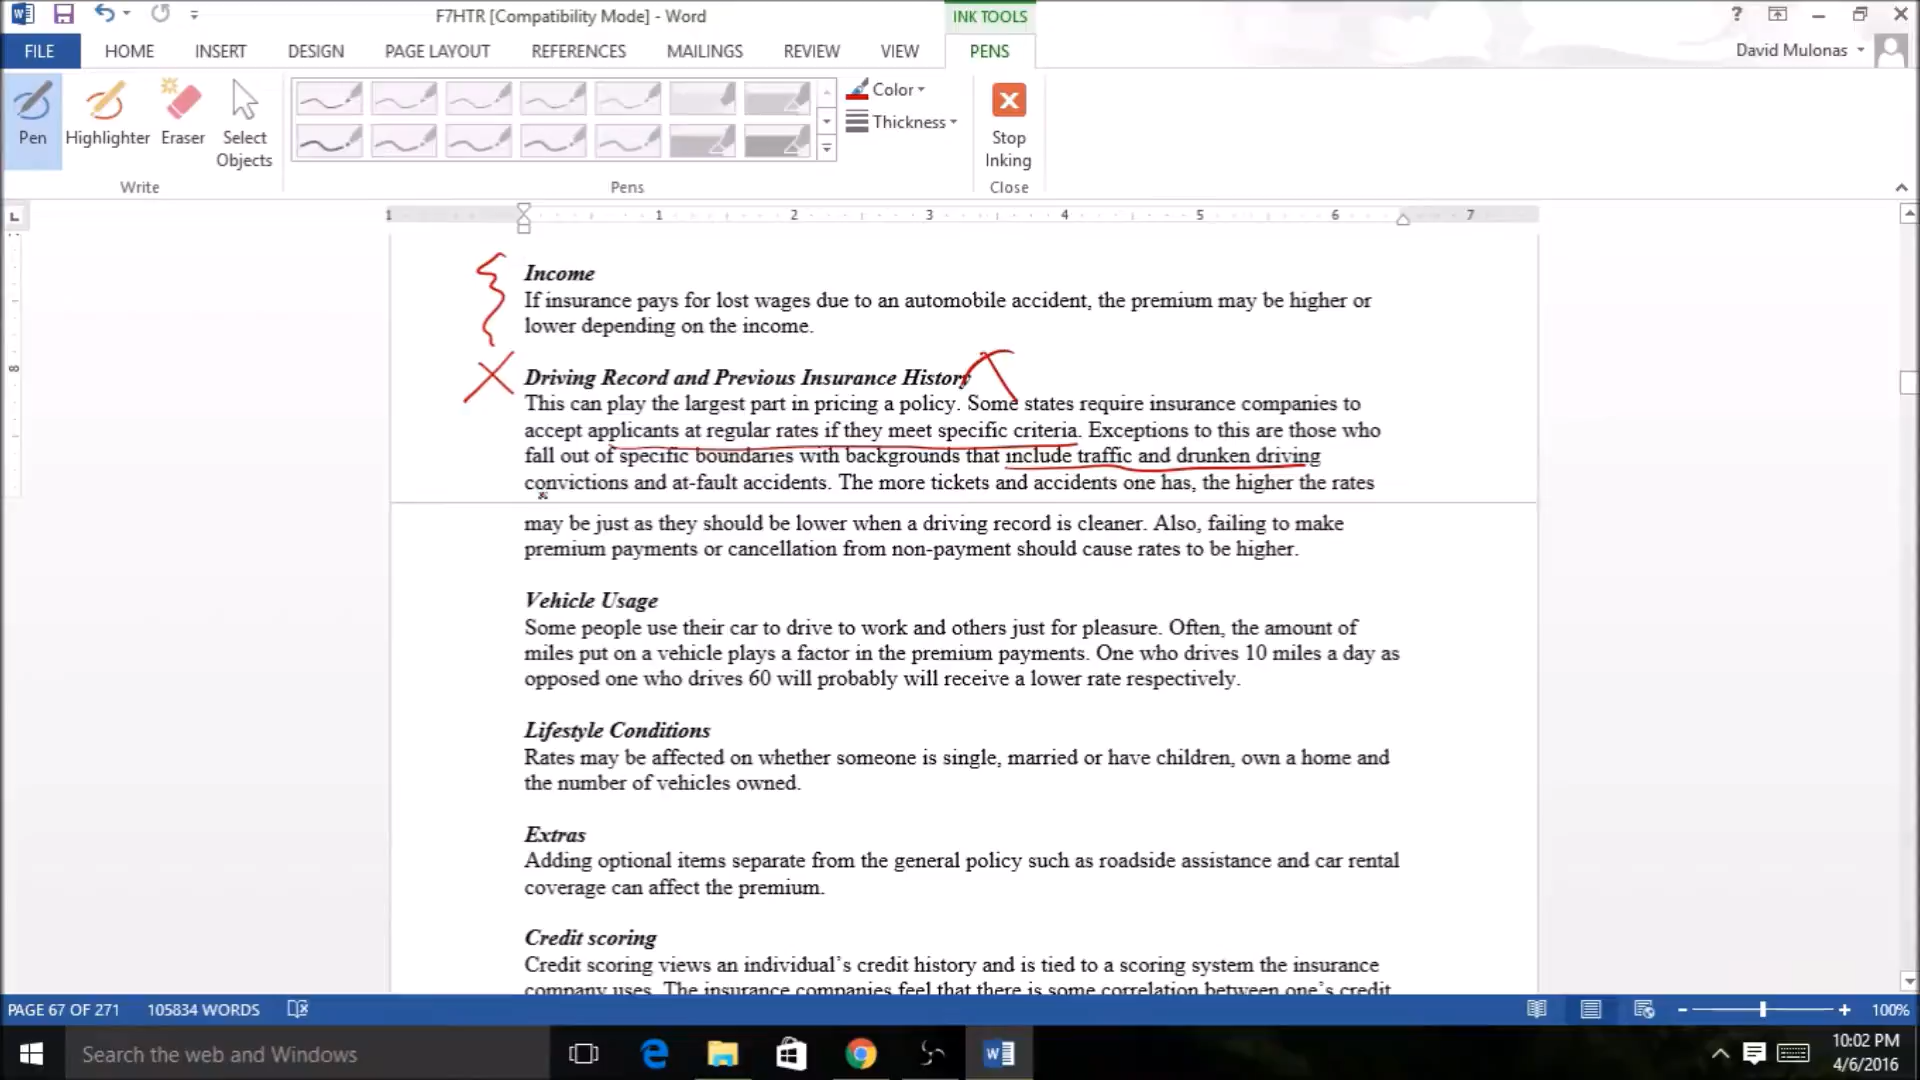 F7HTR [Compatibility Mode] - Word
INK TOOLS
?
FILE
HOME
INSERT
DESIGN
PAGE LAYOUT
REFERENCES
MAILINGS
REVIEW
VIEW
PENS
David Mulonas
Pen
Highlighter
Eraser
Select
Objects
Color
Thickness
Stop
Inking
Write
Pens
Close
1 1 2 3 4 5 6 7
8
Income
If insurance pays for lost wages due to an automobile accident, the premium may be higher or
lower depending on the income.
Driving Record and Previous Insurance History
This can play the largest part in pricing a policy. Some states require insurance companies to
accept applicants at regular rates if they meet specific criteria. Exceptions to this are those who
fall out of specific boundaries with backgrounds that include traffic and drunken driving
convictions and at-fault accidents. The more tickets and accidents one has, the higher the rates
may be just as they should be lower when a driving record is cleaner. Also, failing to make
premium payments or cancellation from non-payment should cause rates to be higher.
Vehicle Usage
Some people use their car to drive to work and others just for pleasure. Often, the amount of
miles put on a vehicle plays a factor in the premium payments. One who drives 10 miles a day as
opposed one who drives 60 will probably will receive a lower rate respectively.
Lifestyle Conditions
Rates may be affected on whether someone is single, married or have children, own a home and
the number of vehicles owned.
Extras
Adding optional items separate from the general policy such as roadside assistance and car rental
coverage can affect the premium.
Credit scoring
Credit scoring views an individual’s credit history and is tied to a scoring system the insurance
company uses. The insurance companies feel that there is some correlation between one’s credit
PAGE 67 OF 271
105834 WORDS
100%
Search the web and Windows
10:02 PM
4/6/2016